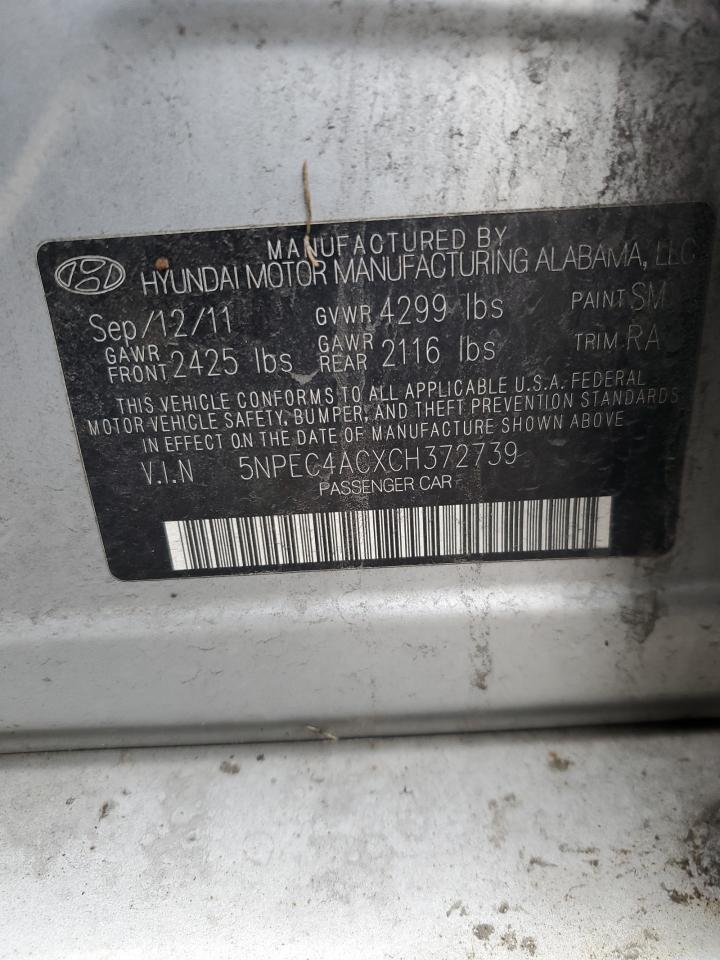 MANUFACTURED BY
HYUNDAI MOTOR MANUFACTURING ALABAMA, LLC
Sep/12/11 GVWR 4299 lbs PAINT SM
GAWR FRONT 2425 lbs GAWR REAR 2116 lbs TRIM RA
THIS VEHICLE CONFORMS TO ALL APPLICABLE U.S.A. FEDERAL
MOTOR VEHICLE SAFETY, BUMPER, AND THEFT PREVENTION STANDARDS
IN EFFECT ON THE DATE OF MANUFACTURE SHOWN ABOVE
V.I.N 5NPEC4ACXCH372739
PASSENGER CAR